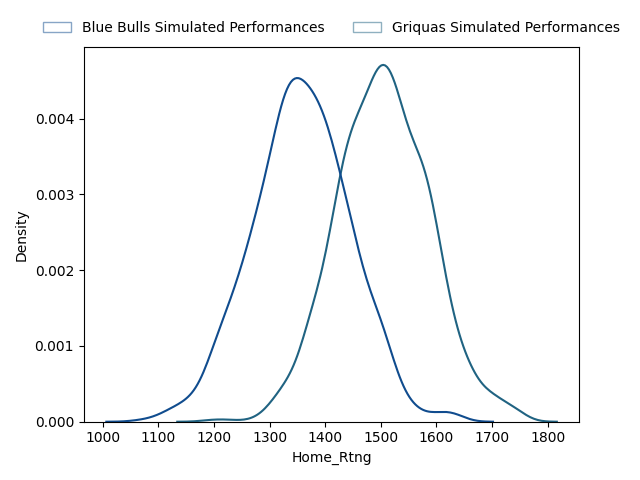 Blue Bulls Simulated Performances Griquas Simulated Performances
0.004
0.003
0.002
0.001
0.000
Density
1000 1100 1200 1300 1400 1500 1600 1700 1800
Home_Rtng